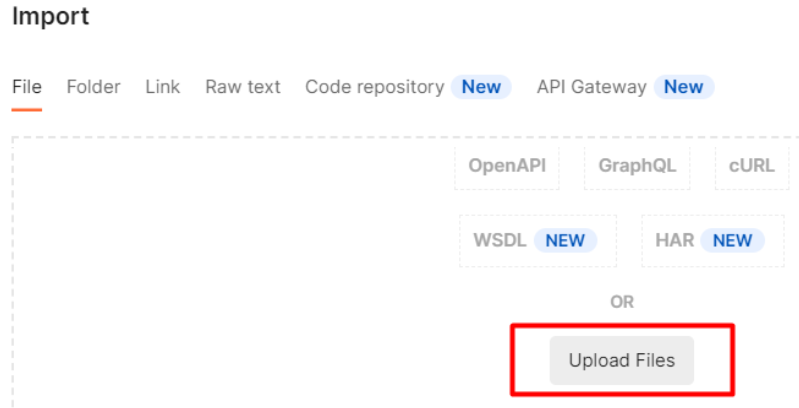 Import
File Folder Link Raw text Code repository New API Gateway New
OpenAPI GraphQL cURL
WSDL NEW HAR NEW
OR
Upload Files